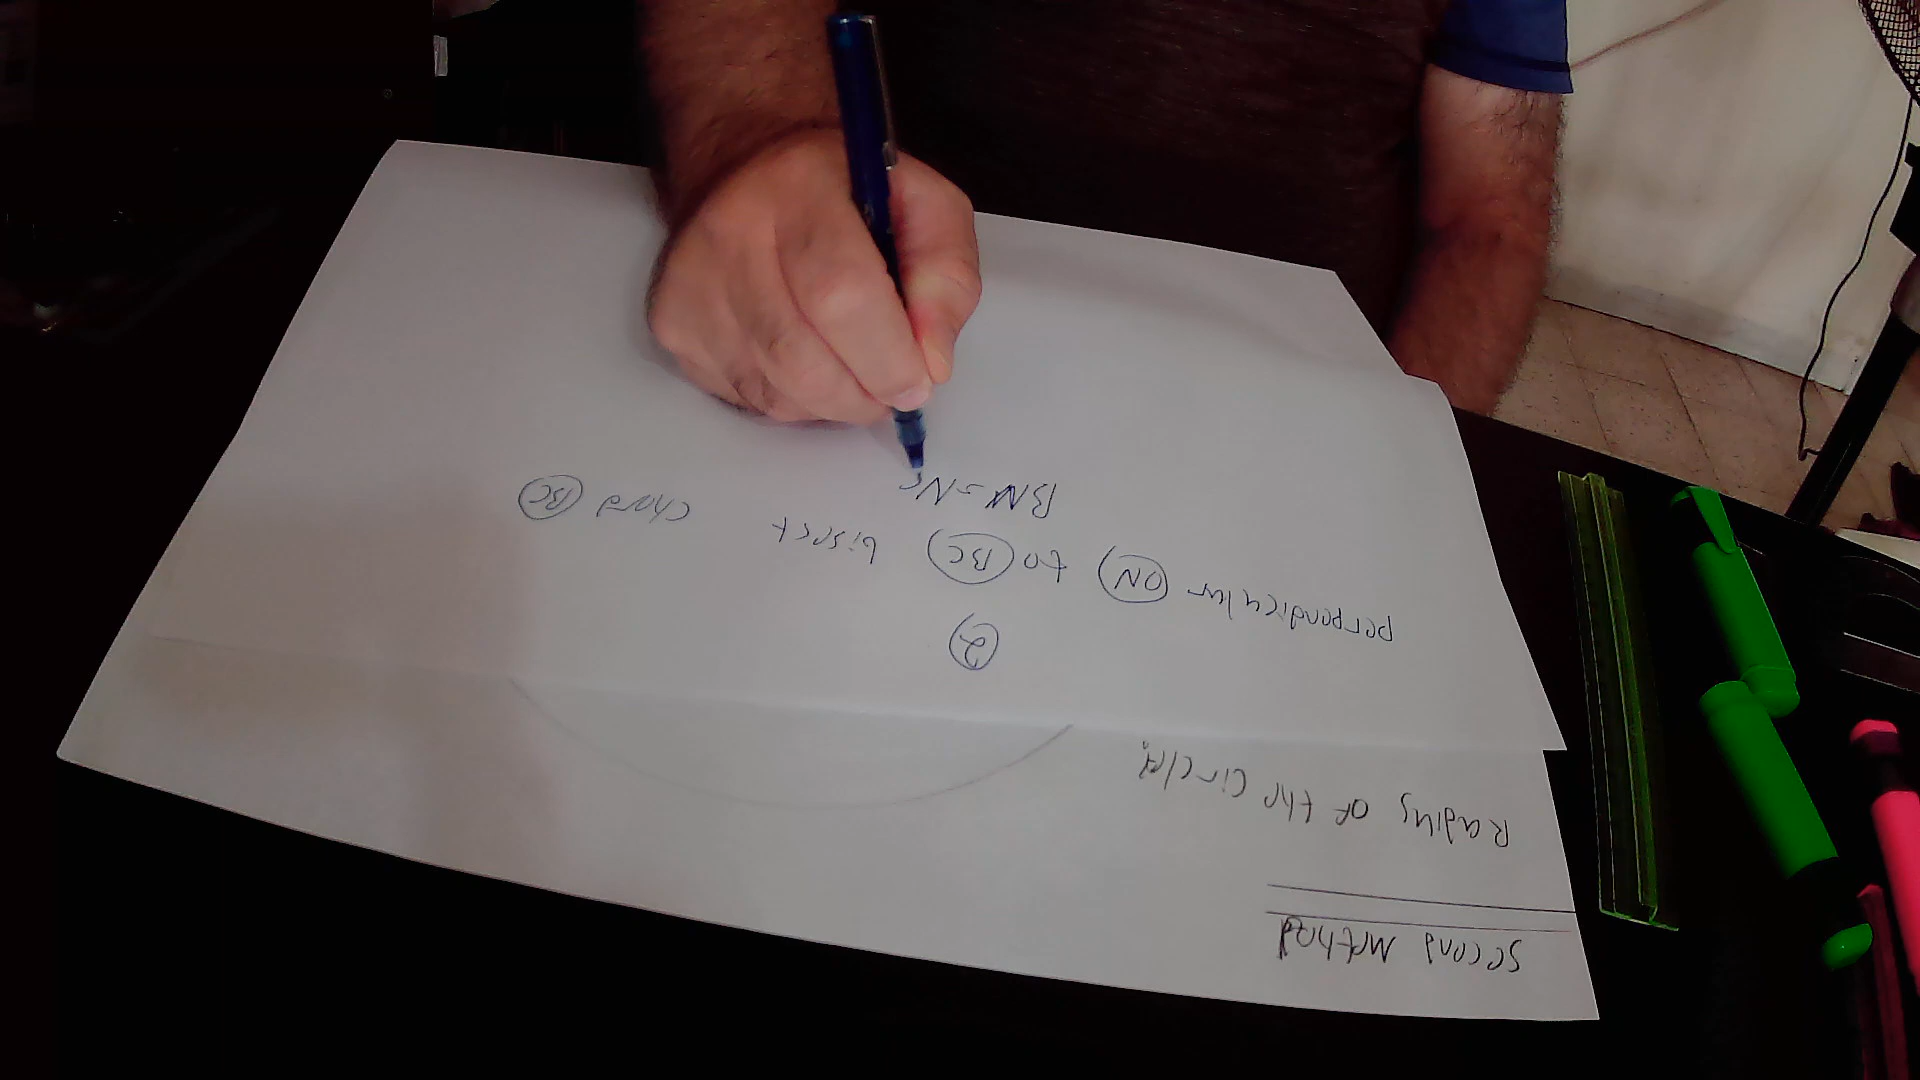 Second Method
Radius of the circle,
②
perpendicular ON to BC bisect chord BC
BN = NC